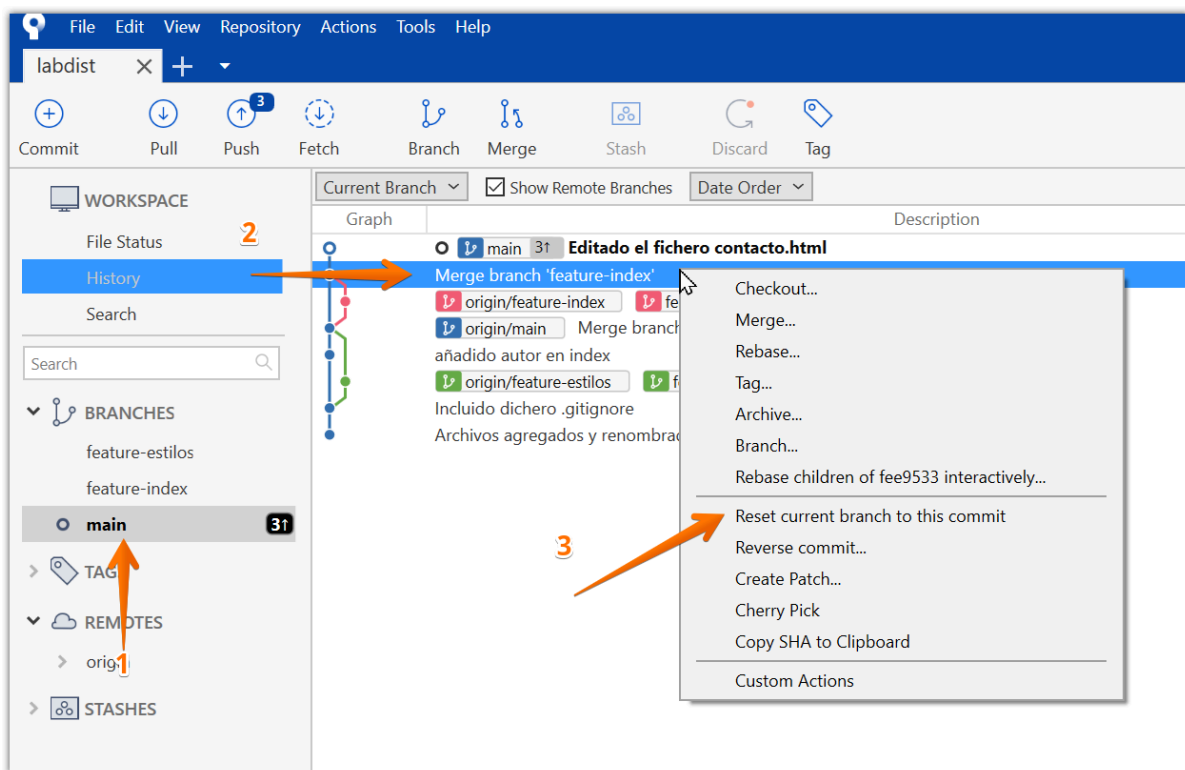 File Edit View Repository Actions Tools Help
labdist
3
Commit Pull Push Fetch Branch Merge Stash Discard Tag
WORKSPACE
File Status
History
Search
Search
BRANCHES
feature-estilos
feature-index
main 3↑
TAG
REMOTES
STASHES
Current Branch Show Remote Branches Date Order
Graph Description
main 3↑ Editado el fichero contacto.html
Merge branch 'feature-index'
origin/feature-index
origin/main Merge branch
añadido autor en index
origin/feature-estilos
Incluido dichero .gitignore
Archivos agregados y
Checkout...
Merge...
Rebase...
Tag...
Archive...
Branch...
Rebase children of fee9533 interactively...
Reset current branch to this commit
Reverse commit...
Create Patch...
Cherry Pick
Copy SHA to Clipboard
Custom Actions
1
2
3